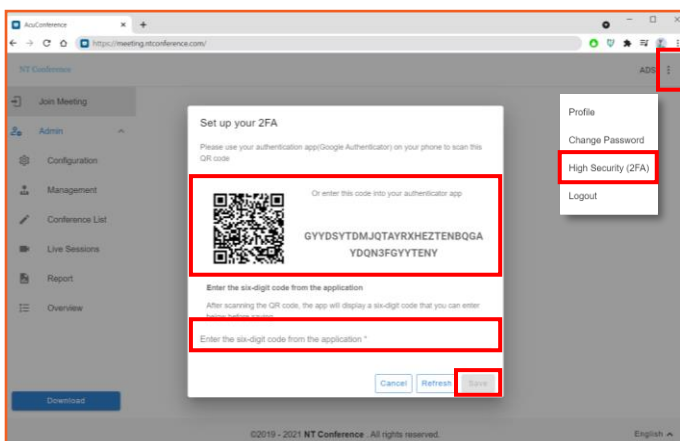 AcuConference
https://meeting.ntconference.com/
NT Conference
ADS
Join Meeting
Admin
Configuration
Management
Conference List
Live Sessions
Report
Overview
Download
Set up your 2FA
Please use your authentication app(Google Authenticator) on your phone to scan this
QR code
Or enter this code into your authenticator app
GYYDSYTDMJQTAYRXHEZTENBQGA
YDQN3FGYYTENY
Enter the six-digit code from the application
After scanning the QR code, the app will display a six-digit code that you can enter
below before saving
Enter the six-digit code from the application *
Cancel
Refresh
Save
Profile
Change Password
High Security (2FA)
Logout
©2019 - 2021 NT Conference . All rights reserved.
English